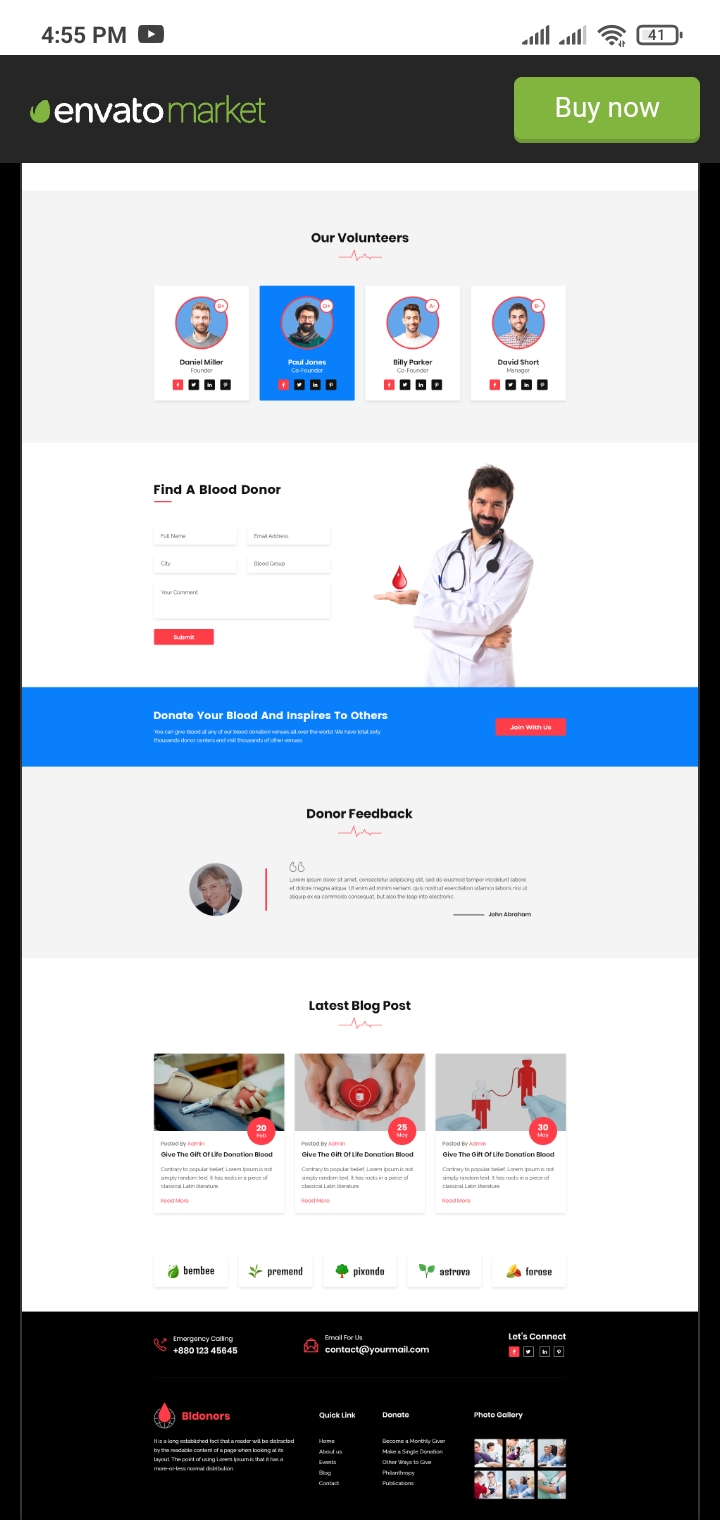 4:55 PM
41
envato market
Buy now
Our Volunteers
B+
O+
A-
B-
Daniel Miller
Paul Jones
Billy Parker
David Short
Founder
Co-Founder
Co-Founder
Manager
Find A Blood Donor
Full Name
Email Address
City
Blood Group
Your Comment
Submit
Donate Your Blood And Inspires To Others
You can give blood at any of our blood donation venues all over the world. We have total sixty
thousands donor centers and visit thousands of other venues.
Join With Us
Donor Feedback
Lorem ipsum dolor sit amet, consectetur adipiscing elit, sed do eiusmod tempor incididunt labore
et dolore magna aliqua. Ut enim ad minim veniam, quis nostrud exercitation ullamco laboris nisi ut
aliquip ex ea commodo consequat, but also the leap into electronic.
John Abraham
Latest Blog Post
20
Feb
25
May
30
May
Posted By Admin
Give The Gift Of Life Donation Blood
Contrary to popular belief, Lorem Ipsum is not
simply random text. It has roots in a piece of
classical Latin literature
Read More
Posted By Admin
Give The Gift Of Life Donation Blood
Contrary to popular belief, Lorem Ipsum is not
simply random text. It has roots in a piece of
classical Latin literature
Read More
Posted By Admin
Give The Gift Of Life Donation Blood
Contrary to popular belief, Lorem Ipsum is not
simply random text. It has roots in a piece of
classical Latin literature
Read More
bembee
premend
pixondo
astrova
forose
Emergency Calling
+880 123 45645
Email For Us
contact@yourmail.com
Let's Connect
Bldonors
It is a long established fact that a reader will be distracted
by the readable content of a page when looking at its
layout. The point of using Lorem Ipsum is that it has a
more-or-less normal distribution.
Quick Link
Home
About us
Events
Blog
Contact
Donate
Become a Monthly Giver
Make a Single Donation
Other Ways to Give
Philanthropy
Publications
Photo Gallery